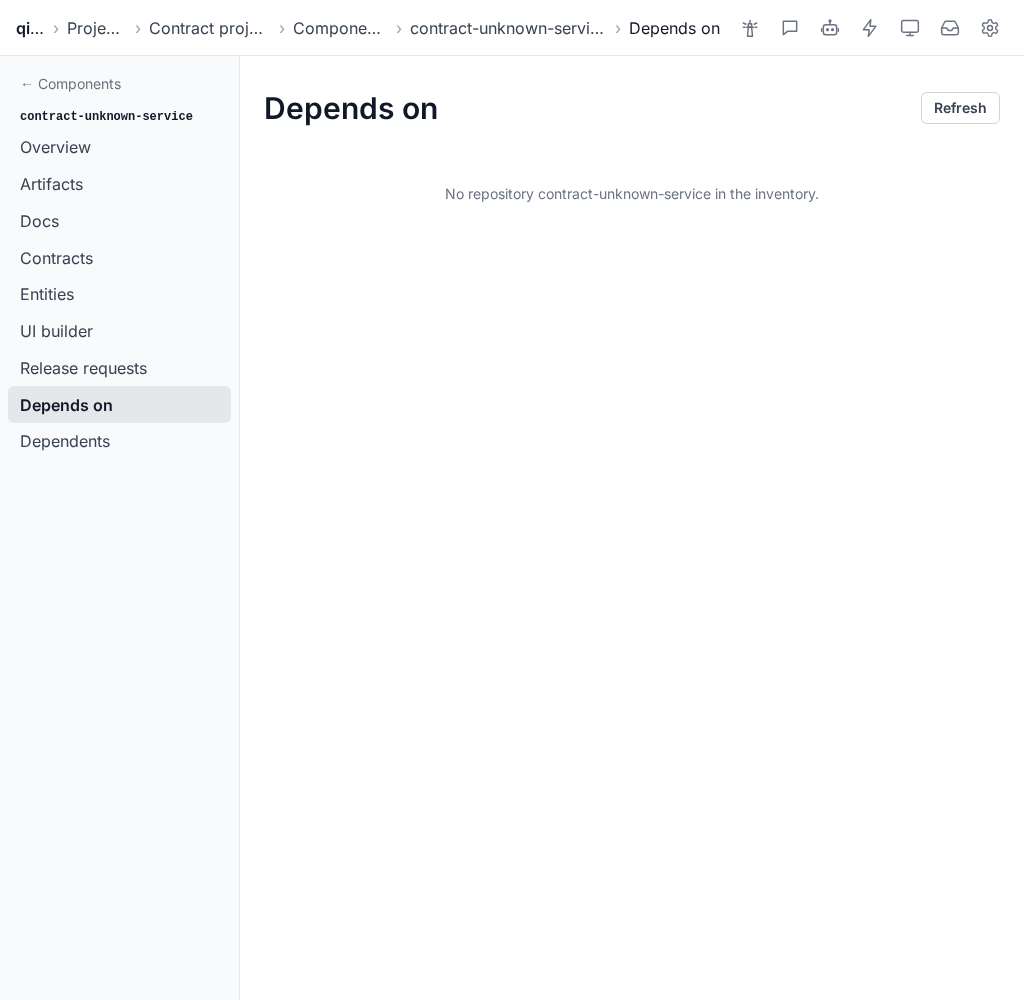 qi… › Proje… › Contract proj… › Compone… › contract-unknown-servi… › Depends on
← Components
contract-unknown-service
Overview
Artifacts
Docs
Contracts
Entities
UI builder
Release requests
Depends on
Dependents
Depends on
Refresh
No repository contract-unknown-service in the inventory.